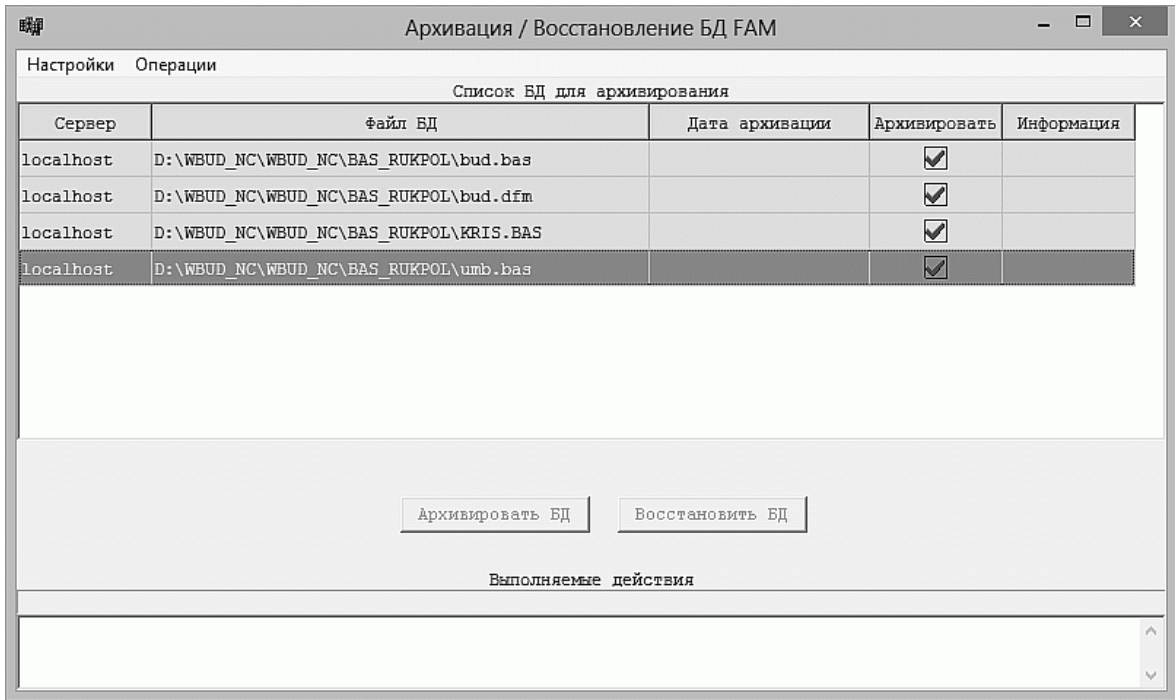 Архивация / Восстановление БД FAM
Настройки Операции
Список БД для архивирования
Сервер Файл БД Дата архивации Архивировать Информация
localhost D:\WBUD_NC\WBUD_NC\BAS_RUKPOL\bud.bas
localhost D:\WBUD_NC\WBUD_NC\BAS_RUKPOL\bud.dfm
localhost D:\WBUD_NC\WBUD_NC\BAS_RUKPOL\KRIS.BAS
localhost D:\WBUD_NC\WBUD_NC\BAS_RUKPOL\umb.bas
Архивировать БД Восстановить БД
Выполняемые действия